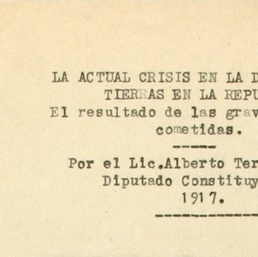 LA ACTUAL CRISIS EN LA D
TIERRAS EN LA REPU
El resultado de las grav
cometidas.
Por el Lic.Alberto Ter
Diputado Constituy
1917.